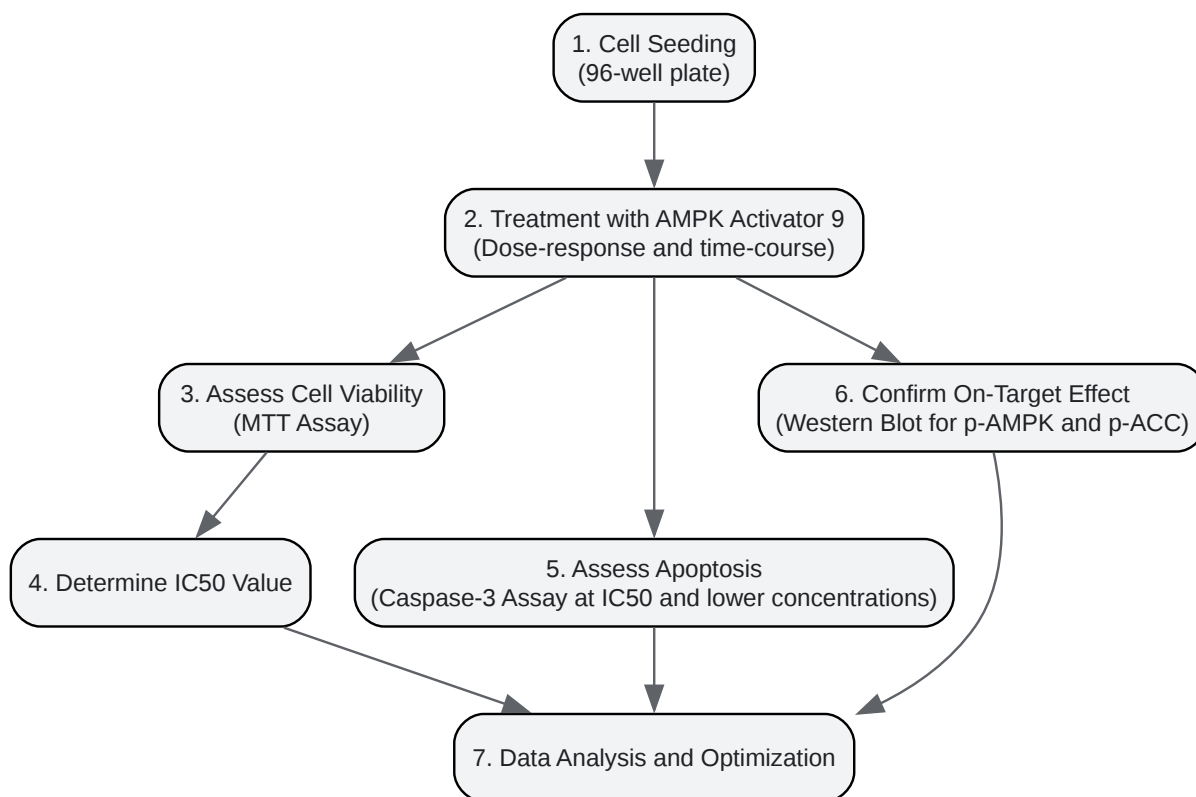 1. Cell Seeding
(96-well plate)
2. Treatment with AMPK Activator 9
(Dose-response and time-course)
3. Assess Cell Viability
(MTT Assay)
6. Confirm On-Target Effect
(Western Blot for p-AMPK and p-ACC)
4. Determine IC50 Value
5. Assess Apoptosis
(Caspase-3 Assay at IC50 and lower concentrations)
7. Data Analysis and Optimization